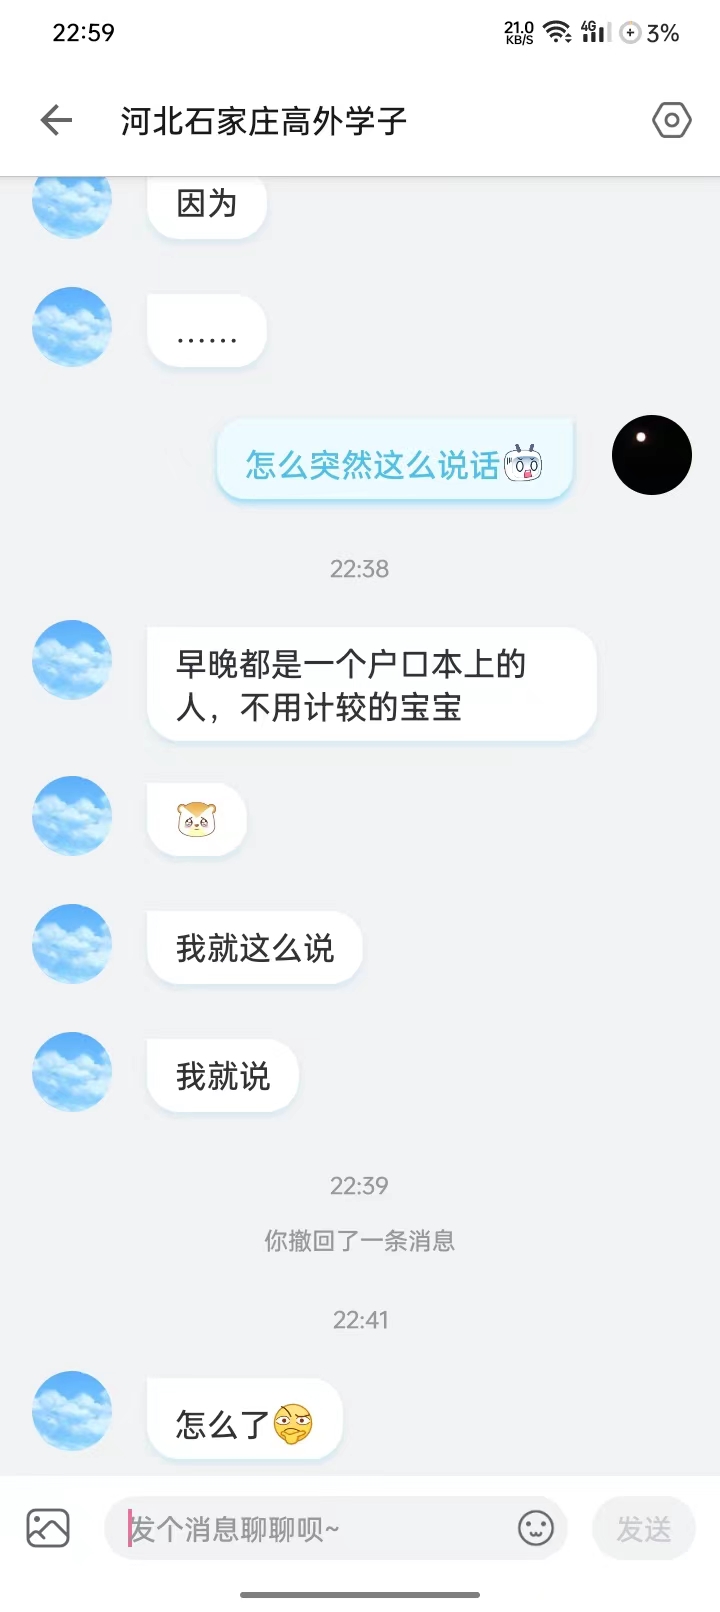 22:59
21.0
KB/S
4G
3%
河北石家庄高外学子
因为
......
怎么突然这么说话
22:38
早晚都是一个户口本上的
人，不用计较的宝宝
我就这么说
我就说
22:39
你撤回了一条消息
22:41
怎么了
发个消息聊聊呗~
发送